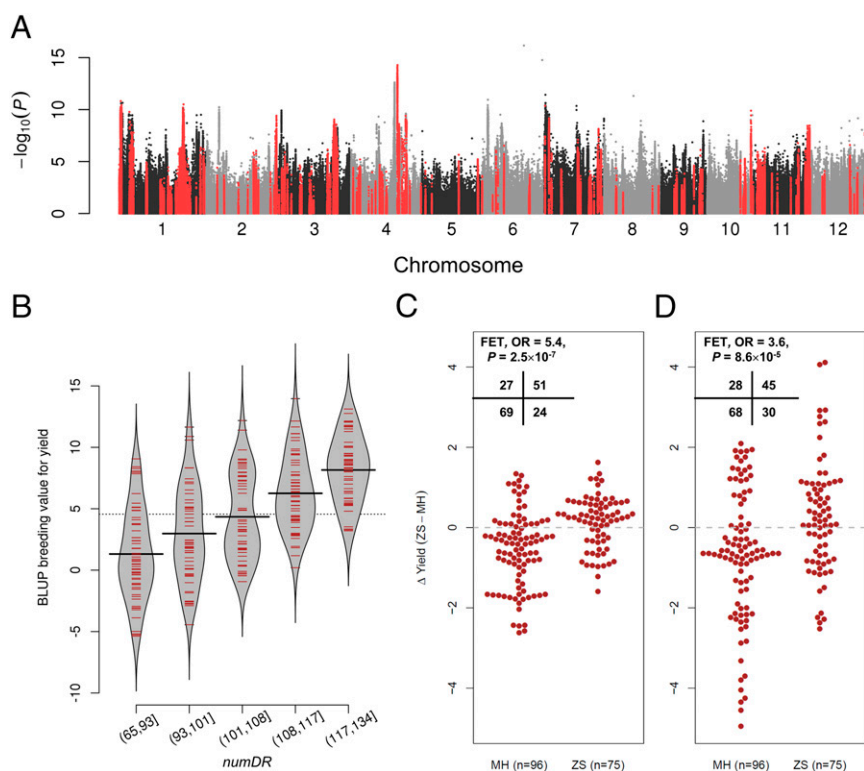 A
−log10(P)
15
10
5
0
1 2 3 4 5 6 7 8 9 10 11 12
Chromosome
B
BLUP breeding value for yield
15
10
5
0
-10
(65,93] (93,101] (101,108] (108,117] (117,134]
numDR
C
FET, OR = 5.4,
P = 2.5×10-7
27 51
69 24
Δ Yield (ZS – MH)
4
2
0
−2
−4
MH (n=96) ZS (n=75)
D
FET, OR = 3.6,
P = 8.6×10-5
28 45
68 30
4
2
0
−2
−4
MH (n=96) ZS (n=75)